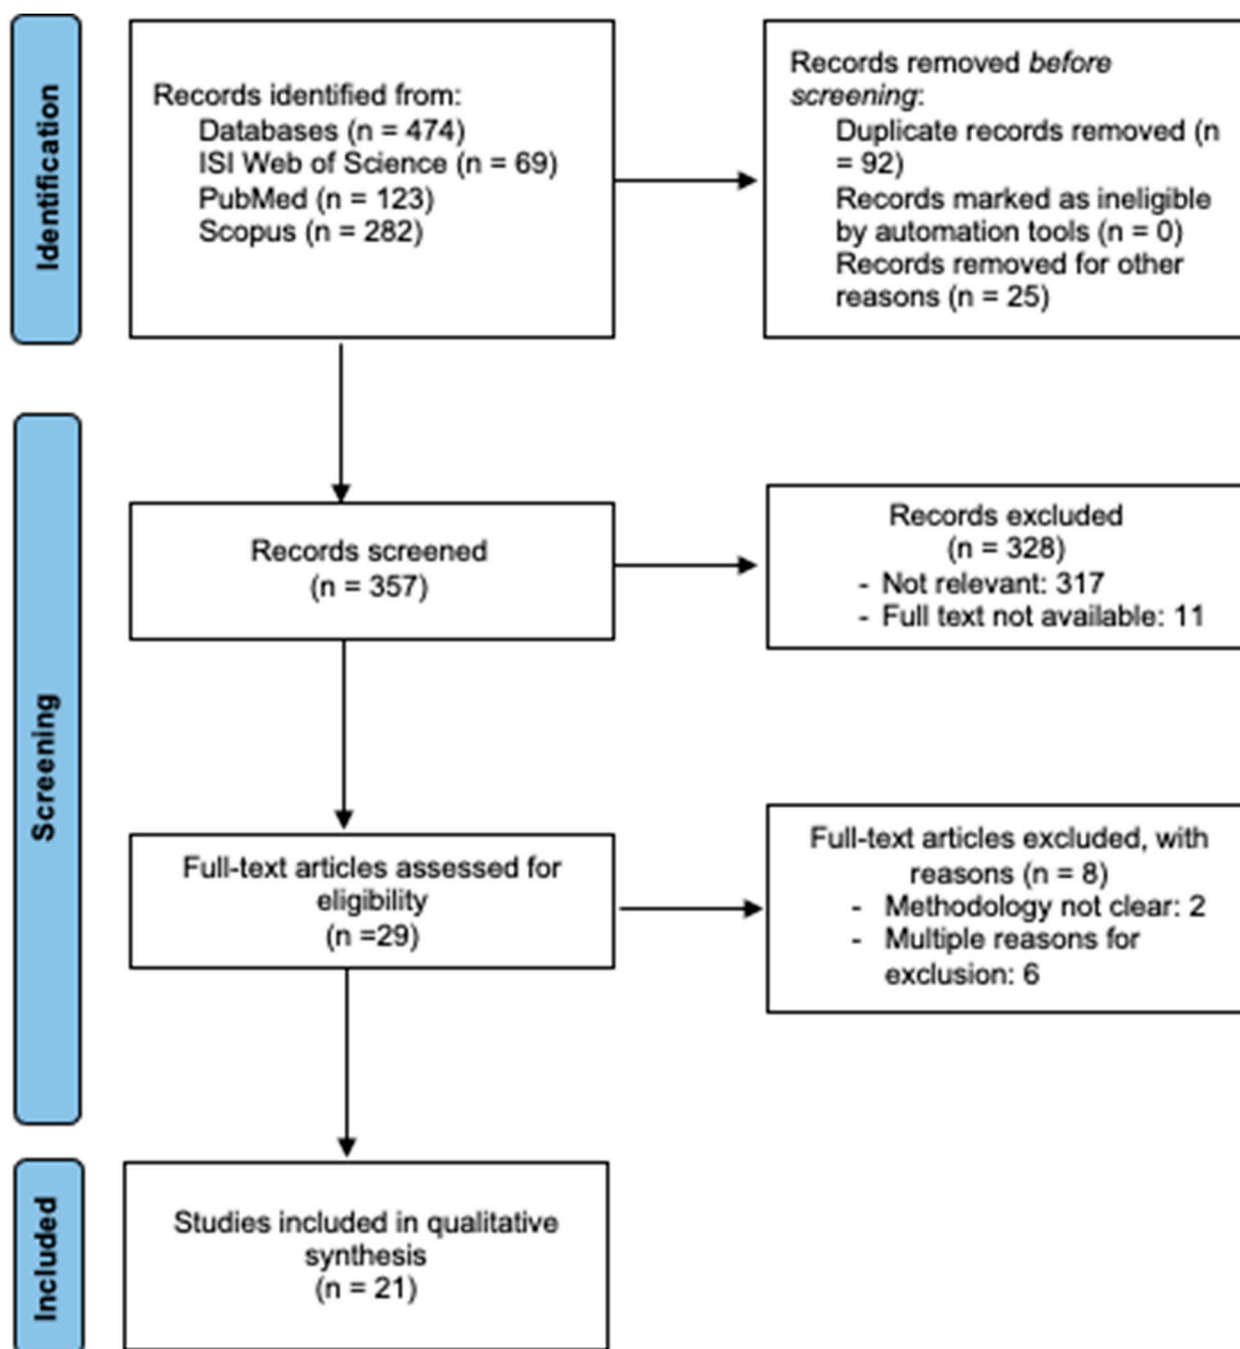 Identification
Records identified from:
Databases (n = 474)
ISI Web of Science (n = 69)
PubMed (n = 123)
Scopus (n = 282)
Records removed before
screening:
Duplicate records removed (n
= 92)
Records marked as ineligible
by automation tools (n = 0)
Records removed for other
reasons (n = 25)
Screening
Records screened
(n = 357)
Records excluded
(n = 328)
- Not relevant: 317
- Full text not available: 11
Full-text articles assessed for
eligibility
(n =29)
Full-text articles excluded, with
reasons (n = 8)
- Methodology not clear: 2
- Multiple reasons for
exclusion: 6
Included
Studies included in qualitative
synthesis
(n = 21)